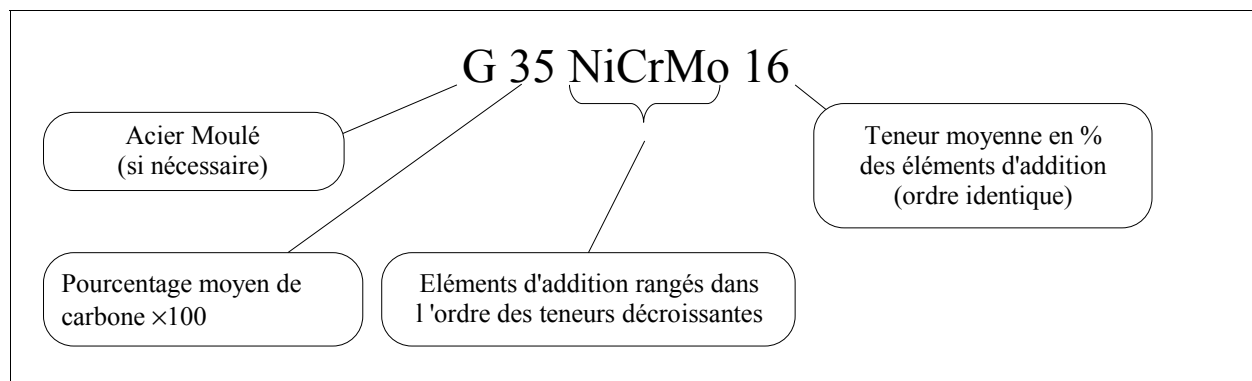 G 35 NiCrMo 16
Acier Moulé
(si nécessaire)
Teneur moyenne en %
des éléments d'addition
(ordre identique)
Pourcentage moyen de
carbone ×100
Eléments d'addition rangés dans
l 'ordre des teneurs décroissantes